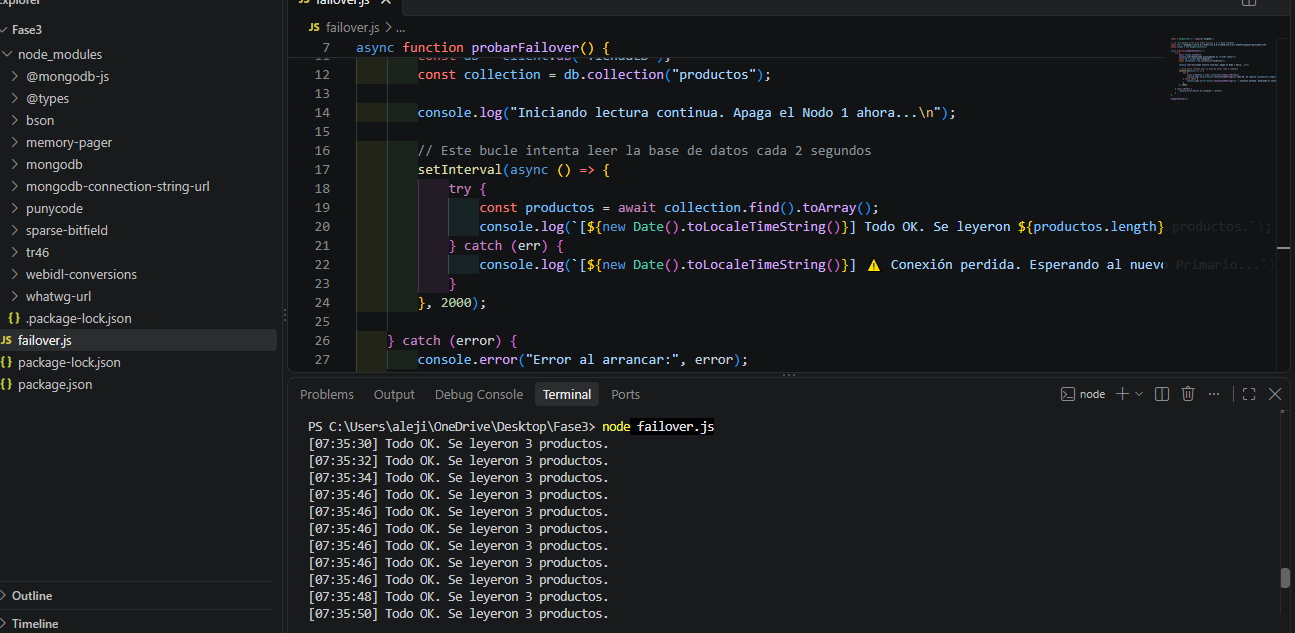 Explorer
Fase3
node_modules
@mongodb-js
@types
bson
memory-pager
mongodb
mongodb-connection-string-url
punycode
sparse-bitfield
tr46
webidl-conversions
whatwg-url
{} .package-lock.json
JS failover.js
{} package-lock.json
{} package.json
Outline
Timeline
JS failover.js
JS failover.js > ...
7 async function probarFailover() {
12 const collection = db.collection("productos");
13
14 console.log("Iniciando lectura continua. Apaga el Nodo 1 ahora...\n");
15
16 // Este bucle intenta leer la base de datos cada 2 segundos
17 setInterval(async () => {
18 try {
19 const productos = await collection.find().toArray();
20 console.log(`[${new Date().toLocaleTimeString()}] Todo OK. Se leyeron ${productos.length} productos.`);
21 } catch (err) {
22 console.log(`[${new Date().toLocaleTimeString()}] ⚠️ Conexión perdida. Esperando al nuevo Primario...`)
23 }
24 }, 2000);
25
26 } catch (error) {
27 console.error("Error al arrancar:", error);
Problems Output Debug Console Terminal Ports
node
PS C:\Users\aleji\OneDrive\Desktop\Fase3> node failover.js
[07:35:30] Todo OK. Se leyeron 3 productos.
[07:35:32] Todo OK. Se leyeron 3 productos.
[07:35:34] Todo OK. Se leyeron 3 productos.
[07:35:46] Todo OK. Se leyeron 3 productos.
[07:35:46] Todo OK. Se leyeron 3 productos.
[07:35:46] Todo OK. Se leyeron 3 productos.
[07:35:46] Todo OK. Se leyeron 3 productos.
[07:35:46] Todo OK. Se leyeron 3 productos.
[07:35:46] Todo OK. Se leyeron 3 productos.
[07:35:48] Todo OK. Se leyeron 3 productos.
[07:35:50] Todo OK. Se leyeron 3 productos.